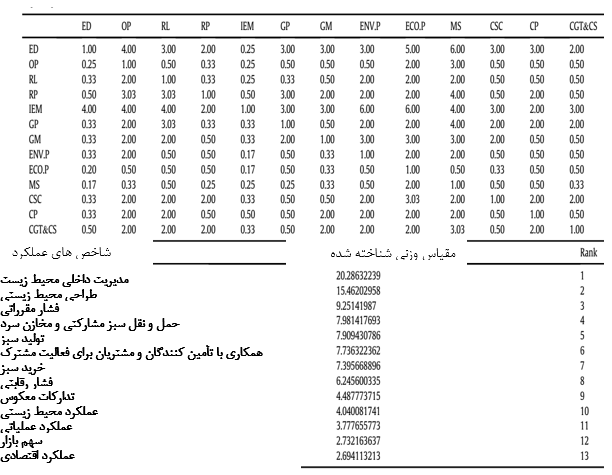 ED OP RL RP IEM GP GM ENV.P ECO.P MS CSC CP CGT&CS
ED 1.00 4.00 3.00 2.00 0.25 3.00 3.00 3.00 5.00 6.00 3.00 3.00 2.00
OP 0.25 1.00 0.50 0.33 0.25 0.50 0.50 0.50 2.00 3.00 0.50 0.50 0.50
RL 0.33 2.00 1.00 0.33 0.25 0.33 0.50 2.00 2.00 2.00 0.50 0.50 0.50
RP 0.50 3.03 3.03 1.00 0.50 3.00 2.00 2.00 2.00 4.00 0.50 2.00 0.50
IEM 4.00 4.00 4.00 2.00 1.00 3.00 3.00 6.00 6.00 4.00 3.00 2.00 3.00
GP 0.33 2.00 3.03 0.33 0.33 1.00 0.50 2.00 2.00 4.00 2.00 2.00 2.00
GM 0.33 2.00 2.00 0.50 0.33 2.00 1.00 3.00 3.00 3.00 2.00 0.50 0.50
ENV.P 0.33 2.00 0.50 0.50 0.17 0.50 0.33 1.00 2.00 2.00 0.50 0.50 0.50
ECO.P 0.20 0.50 0.50 0.50 0.17 0.50 0.33 0.50 1.00 0.50 0.33 0.50 0.50
MS 0.17 0.33 0.50 0.25 0.25 0.25 0.33 0.50 2.00 1.00 0.50 0.50 0.33
CSC 0.33 2.00 2.00 2.00 0.33 0.50 0.50 2.00 3.03 2.00 1.00 2.00 2.00
CP 0.33 2.00 2.00 0.50 0.50 0.50 2.00 2.00 2.00 2.00 0.50 1.00 0.50
CGT&CS 0.50 2.00 2.00 2.00 0.33 0.50 2.00 2.00 2.00 3.03 0.50 2.00 1.00
شاخص های عملکرد مقیاس وزنی شناخته شده Rank
مدیریت داخلی محیط زیست 20.28632239 1
طراحی محیط زیستی 15.46202958 2
فشار مقرراتی 9.25141987 3
حمل و نقل سبز مشارکتی و مخازن سرد 7.981417693 4
تولید سبز 7.909430786 5
همکاری با تأمین کنندگان و مشتریان برای فعالیت مشترک 7.736322362 6
خرید سبز 7.395668896 7
فشار رقابتی 6.245600335 8
تدارکات معکوس 4.487773715 9
عملکرد محیط زیستی 4.040081741 10
عملکرد عملیاتی 3.777655773 11
سهم بازار 2.732163637 12
عملکرد اقتصادی 2.694113213 13